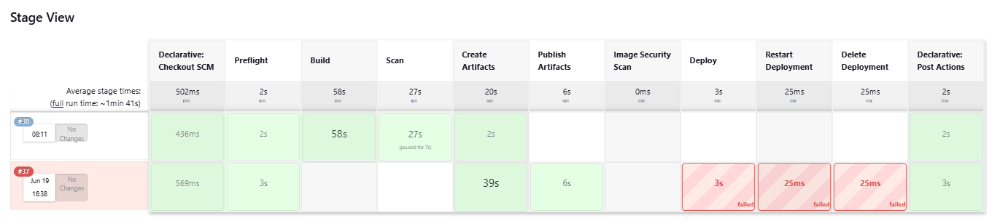 Stage View
Declarative:
Checkout SCM
Preflight
Build
Scan
Create
Artifacts
Publish
Artifacts
Image Security
Scan
Deploy
Restart
Deployment
Delete
Deployment
Declarative:
Post Actions
Average stage times:
(full run time: ~1min 41s)
502ms
2s
58s
27s
20s
6s
0ms
3s
25ms
25ms
2s
#38
08:11
No
Changes
436ms
2s
58s
27s
(paused for 7s)
2s
2s
#37
Jun 19
16:38
No
Changes
569ms
3s
39s
6s
3s
failed
25ms
failed
25ms
failed
3s